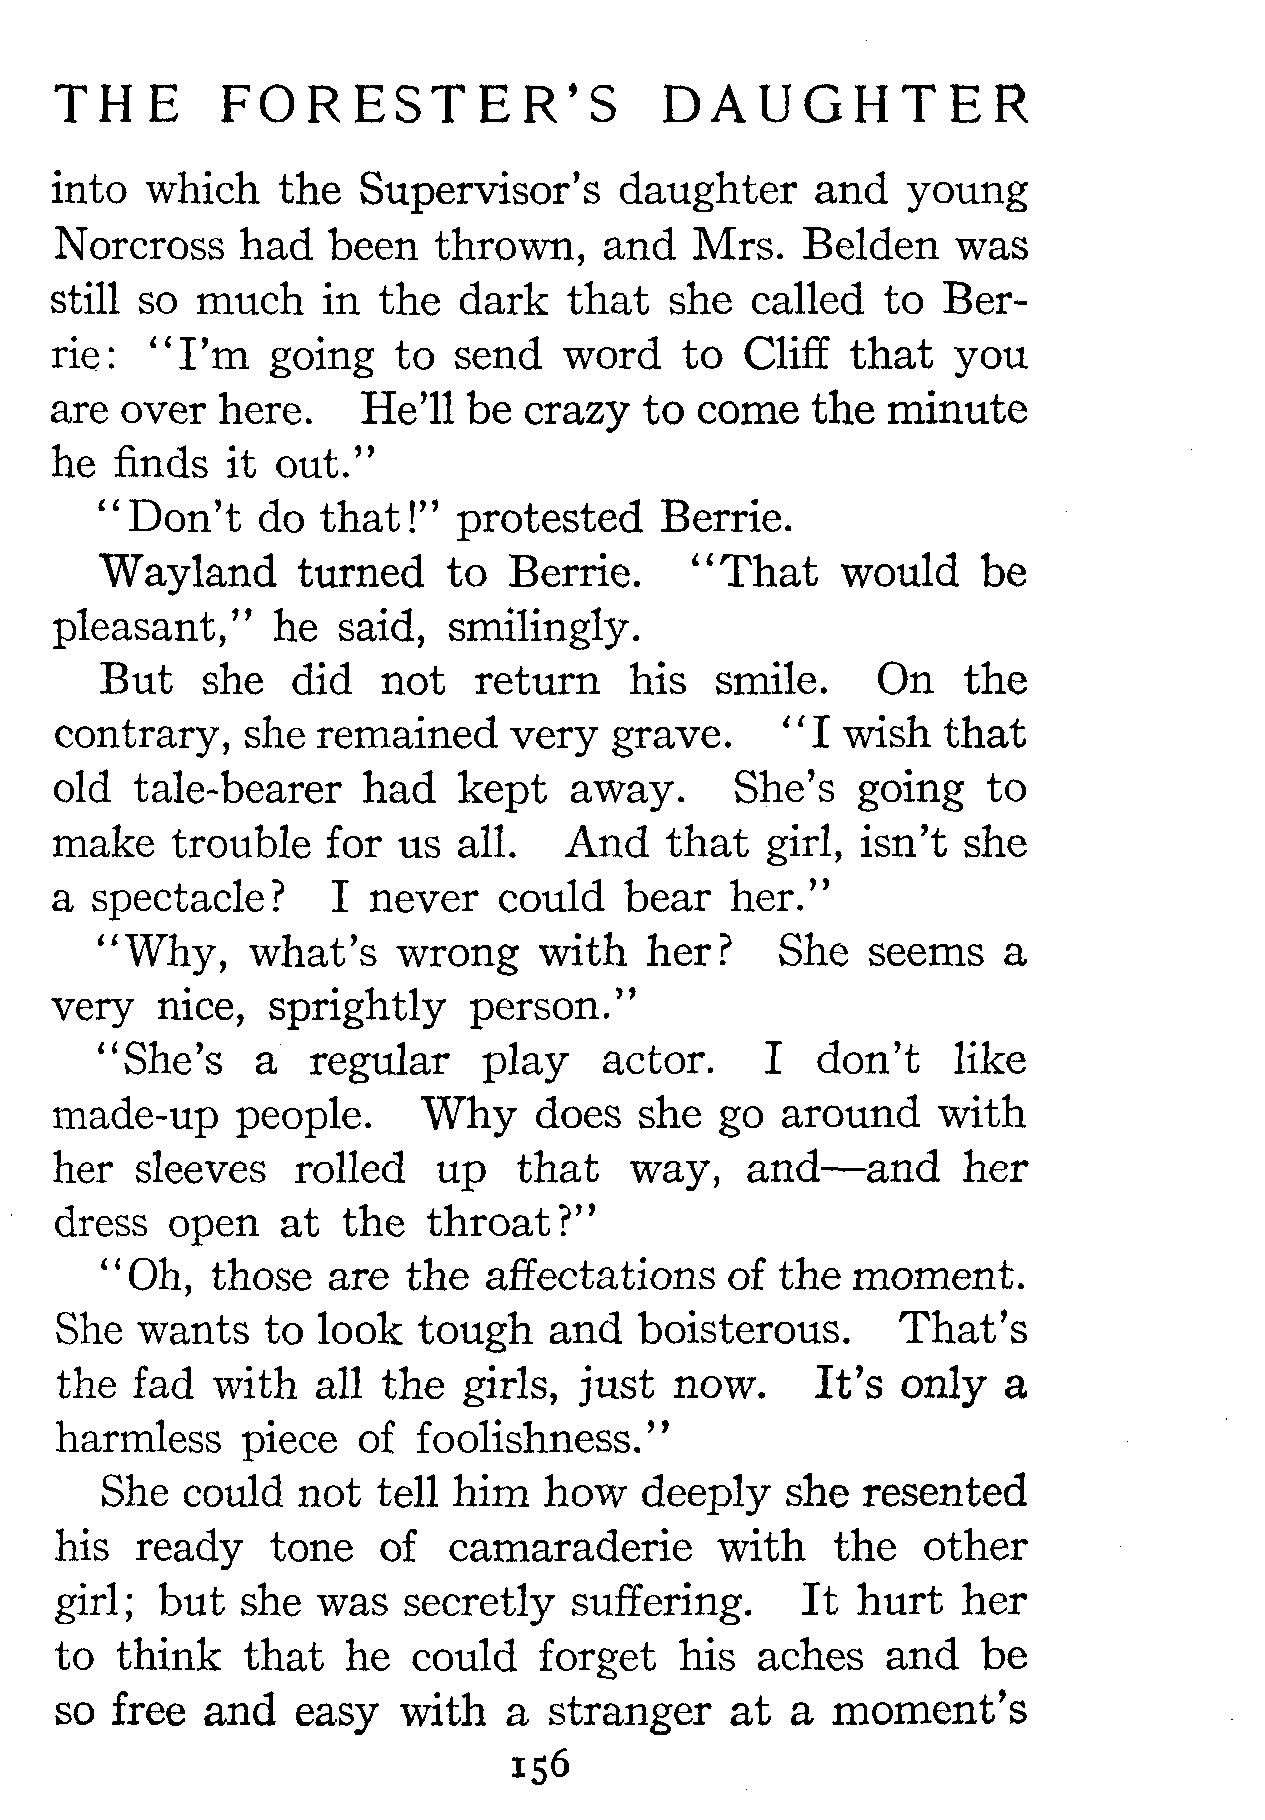 THE FORESTER'S DAUGHTER
into which the Supervisor's daughter and young
Norcross had been thrown, and Mrs. Belden was
still so much in the dark that she called to Ber-
rie: "I'm going to send word to Cliff that you
are over here. He'll be crazy to come the minute
he finds it out."
"Don't do that!" protested Berrie.
Wayland turned to Berrie. "That would be
pleasant," he said, smilingly.
But she did not return his smile. On the
contrary, she remained very grave. "I wish that
old tale-bearer had kept away. She's going to
make trouble for us all. And that girl, isn't she
a spectacle? I never could bear her."
"Why, what's wrong with her? She seems a
very nice, sprightly person."
"She's a regular play actor. I don't like
made-up people. Why does she go around with
her sleeves rolled up that way, and—and her
dress open at the throat?"
"Oh, those are the affectations of the moment.
She wants to look tough and boisterous. That's
the fad with all the girls, just now. It's only a
harmless piece of foolishness."
She could not tell him how deeply she resented
his ready tone of camaraderie with the other
girl; but she was secretly suffering. It hurt her
to think that he could forget his aches and be
so free and easy with a stranger at a moment's
156